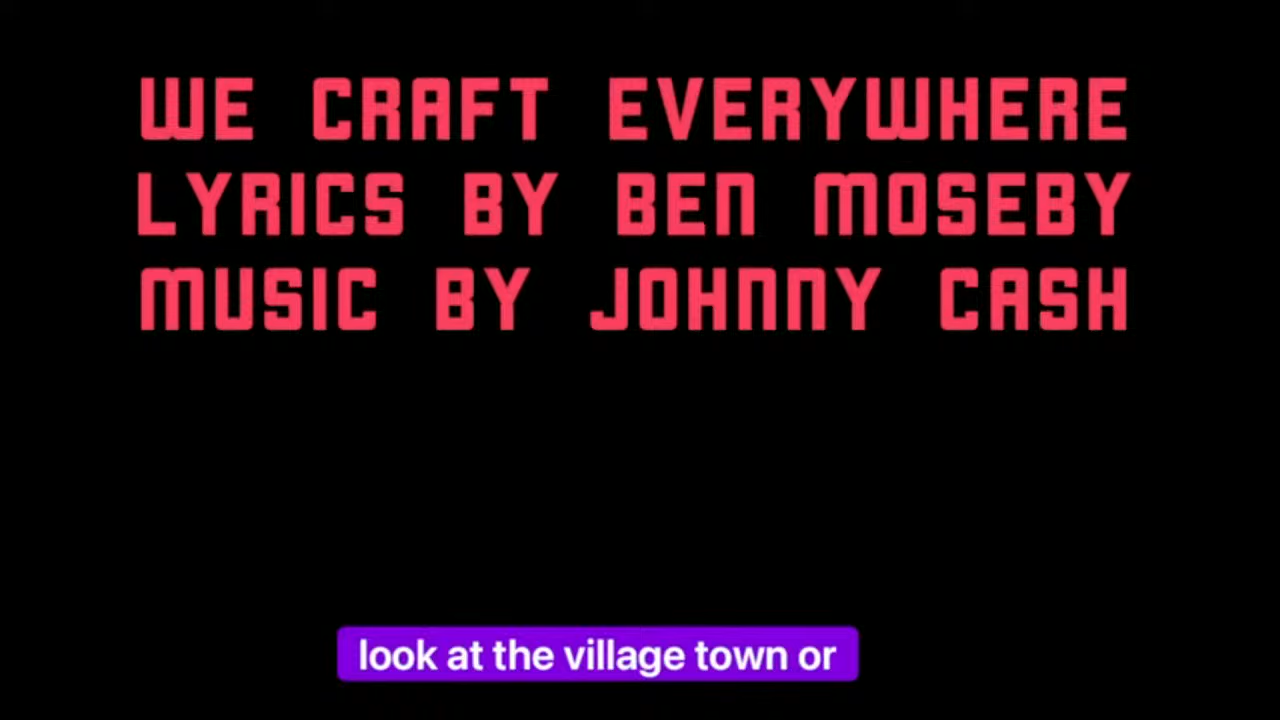 WE CRAFT EVERYWHERE
LYRICS BY BEN MOSEBY
MUSIC BY JOHNNY CASH
look at the village town or